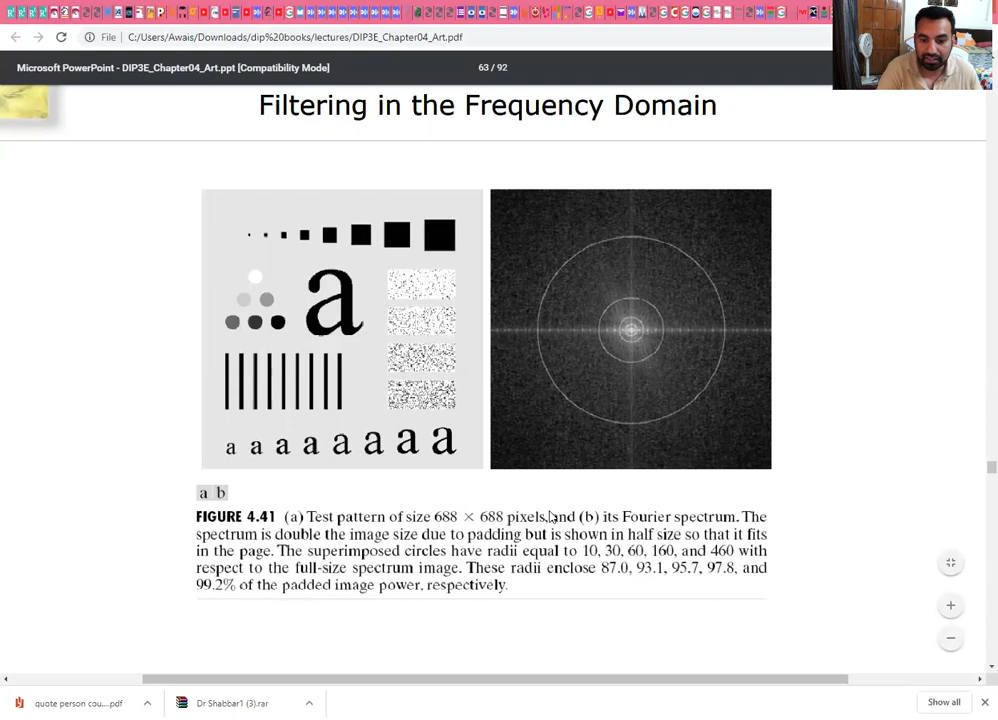 File | C:/Users/Awais/Downloads/dip%20books/lectures/DIP3E_Chapter04_Art.pdf
Microsoft PowerPoint - DIP3E_Chapter04_Art.ppt [Compatibility Mode]
63 / 92
Filtering in the Frequency Domain
a
a a a a a a a a
a b
FIGURE 4.41 (a) Test pattern of size 688 × 688 pixels, and (b) its Fourier spectrum. The
spectrum is double the image size due to padding but is shown in half size so that it fits
in the page. The superimposed circles have radii equal to 10, 30, 60, 160, and 460 with
respect to the full-size spectrum image. These radii enclose 87.0, 93.1, 95.7, 97.8, and
99.2% of the padded image power, respectively.
quote person cou....pdf
Dr Shabbar1 (3).rar
Show all